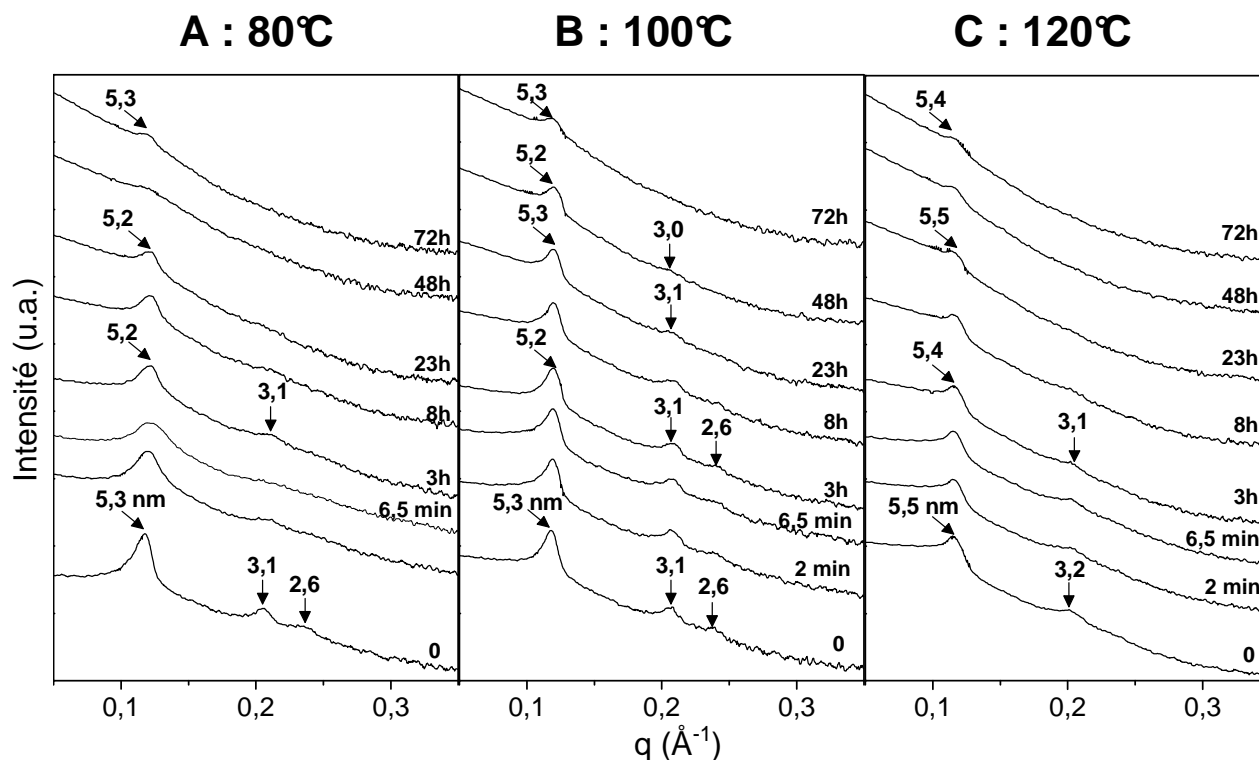 A : 80°C
B : 100°C
C : 120°C
Intensité (u.a.)
5,3
72h
48h
5,2
23h
8h
5,2
3,1
3h
6,5 min
5,3 nm
3,1
2,6
2 min
0
5,3
72h
5,2
3,0
48h
5,3
3,1
23h
8h
5,2
3,1
2,6
3h
6,5 min
5,3 nm
3,1
2,6
0
5,4
72h
48h
5,5
23h
8h
5,4
3,1
3h
6,5 min
5,5 nm
3,2
2 min
0
0,1
0,2
0,3
0,1
0,2
0,3
0,1
0,2
0,3
q (Å-1)